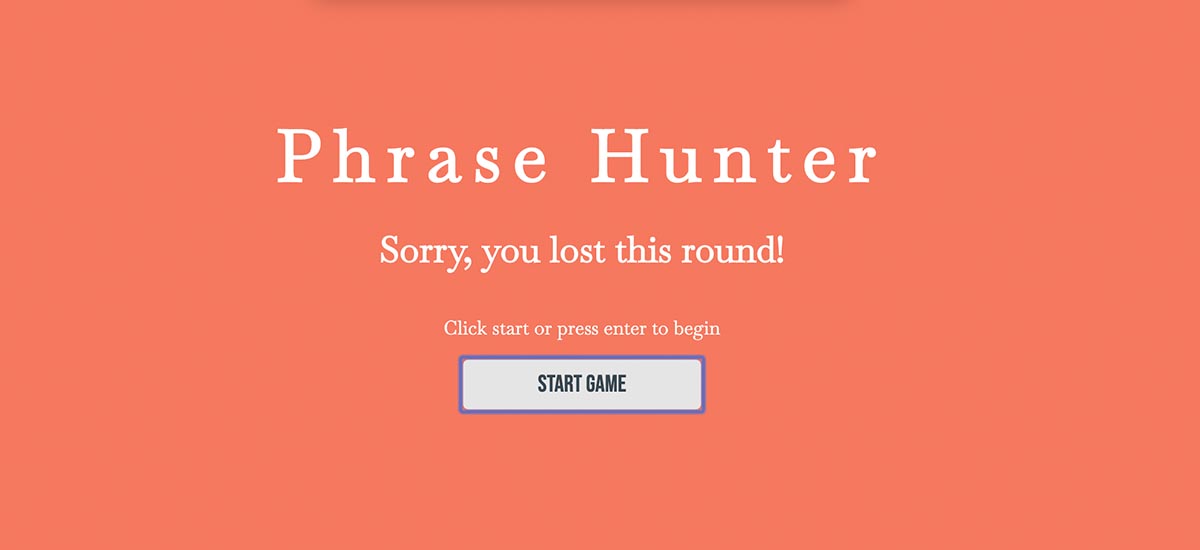 Phrase Hunter
Sorry, you lost this round!
Click start or press enter to begin
START GAME